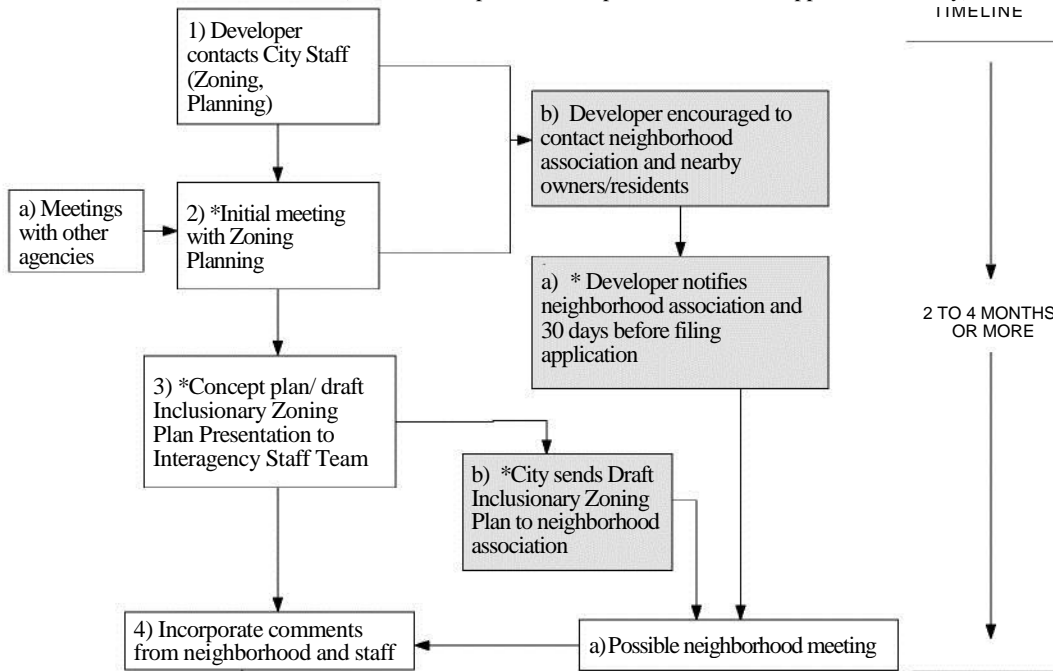 TIMELINE
1) Developer
contacts City Staff
(Zoning,
Planning)
b) Developer encouraged to
contact neighborhood
association and nearby
owners/residents
a) Meetings
with other
agencies
2) *Initial meeting
with Zoning
Planning
a) * Developer notifies
neighborhood association and
30 days before filing
application
2 TO 4 MONTHS
OR MORE
3) *Concept plan/ draft
Inclusionary Zoning
Plan Presentation to
Interagency Staff Team
b) *City sends Draft
Inclusionary Zoning
Plan to neighborhood
association
4) Incorporate comments
from neighborhood and staff
a) Possible neighborhood meeting